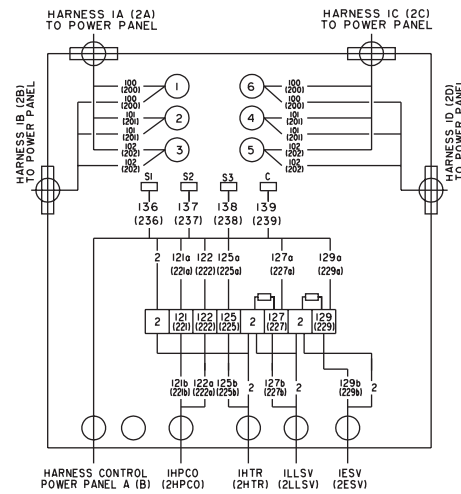 HARNESS 1A (2A)
TO POWER PANEL
HARNESS 1C (2C)
TO POWER PANEL
HARNESS 1B (2B)
TO POWER PANEL
HARNESS 1D (2D)
TO POWER PANEL
100
(200)
100
(200)
101
(201)
101
(201)
102
(202)
102
(202)
1
2
3
6
4
5
100
(200)
100
(200)
101
(201)
101
(201)
102
(202)
102
(202)
S1
S2
S3
C
136
(236)
137
(237)
138
(238)
139
(239)
2
121a
(221a)
122
(222)
125a
(225a)
127a
(227a)
129a
(229a)
2
121
(221)
122
(222)
125
(225)
2
127
(227)
2
129
(229)
121b
(221b)
122a
(222a)
125b
(225b)
2
127b
(227b)
2
129b
(229b)
2
HARNESS CONTROL
POWER PANEL A (B)
1HPCO
(2HPCO)
1HTR
(2HTR)
1LLSV
(2LLSV)
1ESV
(2ESV)